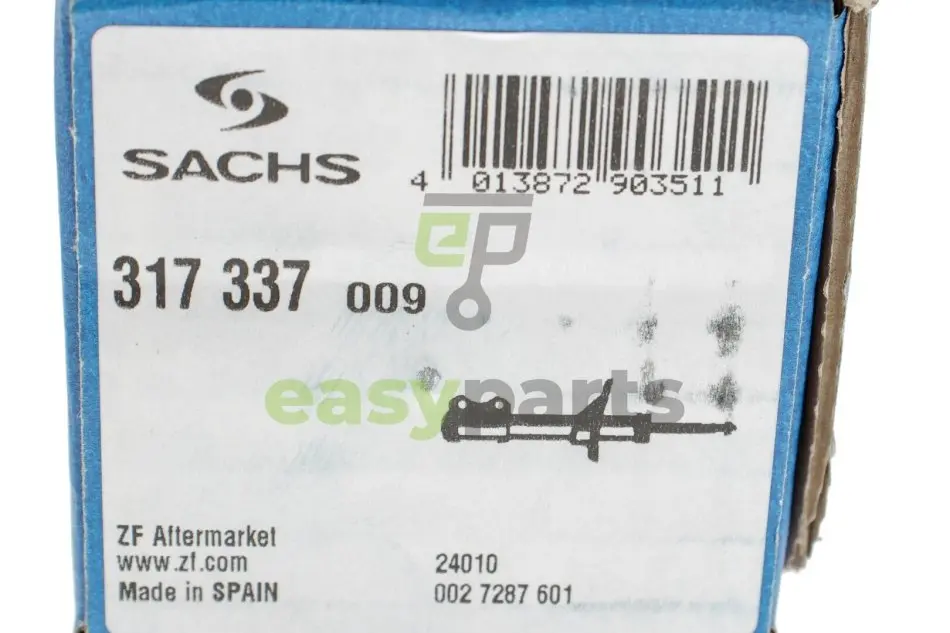 SACHS
4 013872 903511
317 337 009
ep
easyparts
ZF Aftermarket
www.zf.com
Made in SPAIN
24010
002 7287 601